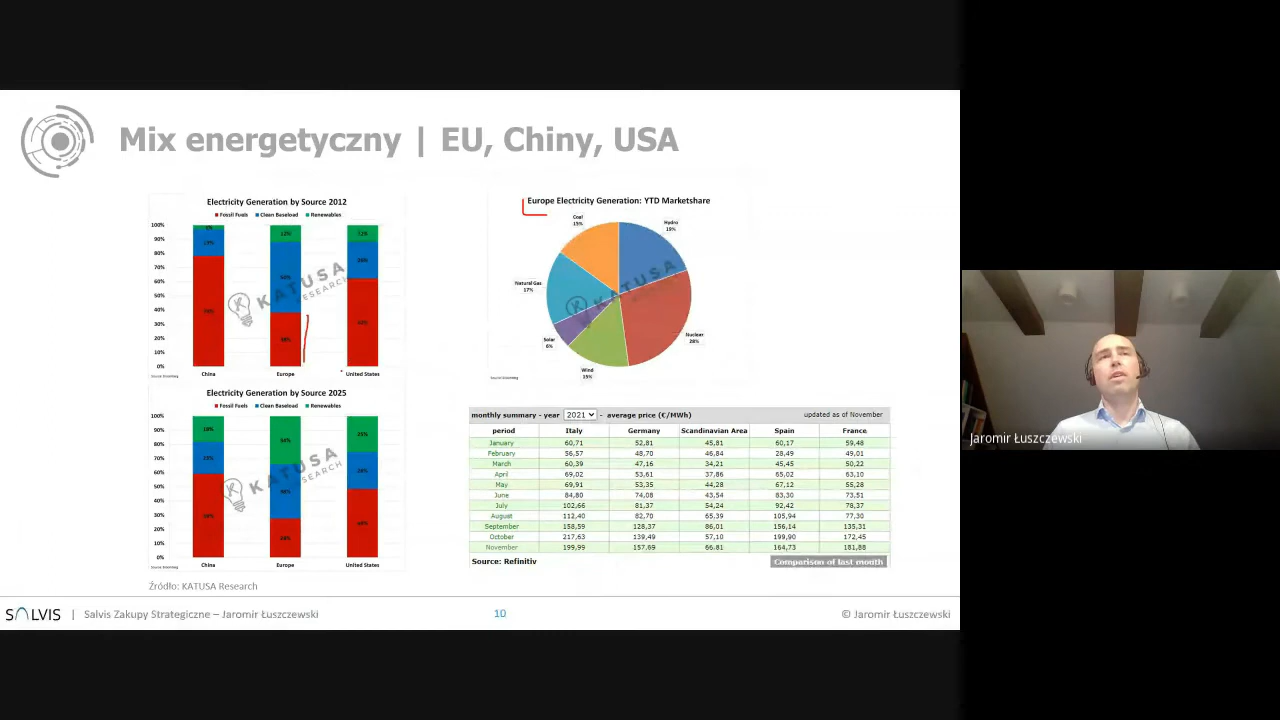 Mix energetyczny | EU, Chiny, USA
Electricity Generation by Source 2012
Fossil Fuels Clean Baseload Renewables
100%
90%
80%
70%
60%
50%
40%
30%
20%
10%
0%
China Europe United States
KATUSA
RESEARCH
Europe Electricity Generation: YTD Marketshare
Coal
15%
Hydro
19%
Natural Gas
17%
Nuclear
28%
Solar
6%
Wind
15%
KATUSA
RESEARCH
Electricity Generation by Source 2025
Fossil Fuels Clean Baseload Renewables
100%
90%
80%
70%
60%
50%
40%
30%
20%
10%
0%
China Europe United States
KATUSA
RESEARCH
monthly summary - year 2021 - average price (€/MWh) updated as of November
period Italy Germany Scandinavian Area Spain France
January 60,71 52,81 45,81 60,17 59,48
February 56,57 48,70 46,84 28,49 49,01
March 60,39 47,16 34,21 45,45 50,22
April 69,02 53,61 37,86 65,02 63,10
May 69,91 53,35 44,28 67,12 55,28
June 84,80 74,08 43,54 83,30 73,51
July 102,66 81,37 54,24 92,42 78,37
August 112,40 82,70 65,39 105,94 77,30
September 158,59 128,37 86,01 156,14 135,31
October 217,63 139,49 57,10 199,90 172,45
November 199,99 157,69 66,81 164,73 181,88
Source: Refinitiv
Comparison of last month
Źródło: KATUSA Research
SALVIS | Salvis Zakupy Strategiczne – Jaromir Łuszczewski
10
© Jaromir Łuszczewski
Jaromir Łuszczewski